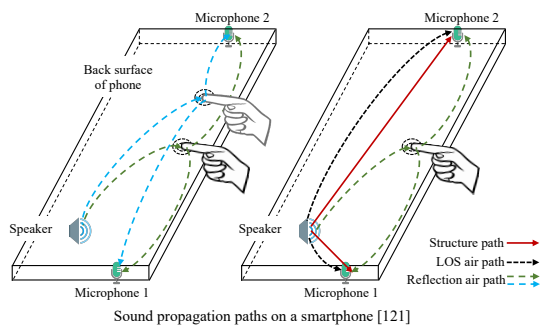 Microphone 2
Microphone 2
Back surface
of phone
Speaker
Speaker
Structure path
LOS air path
Reflection air path
Microphone 1
Microphone 1
Sound propagation paths on a smartphone [121]